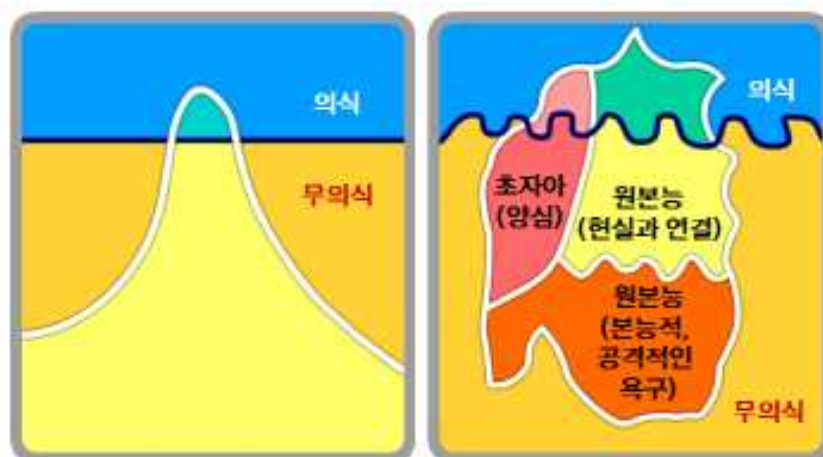 의식
무의식
의식
초자아
(양심)
원본능
(현실과 연결)
원본능
(본능적,
공격적인
욕구)
무의식